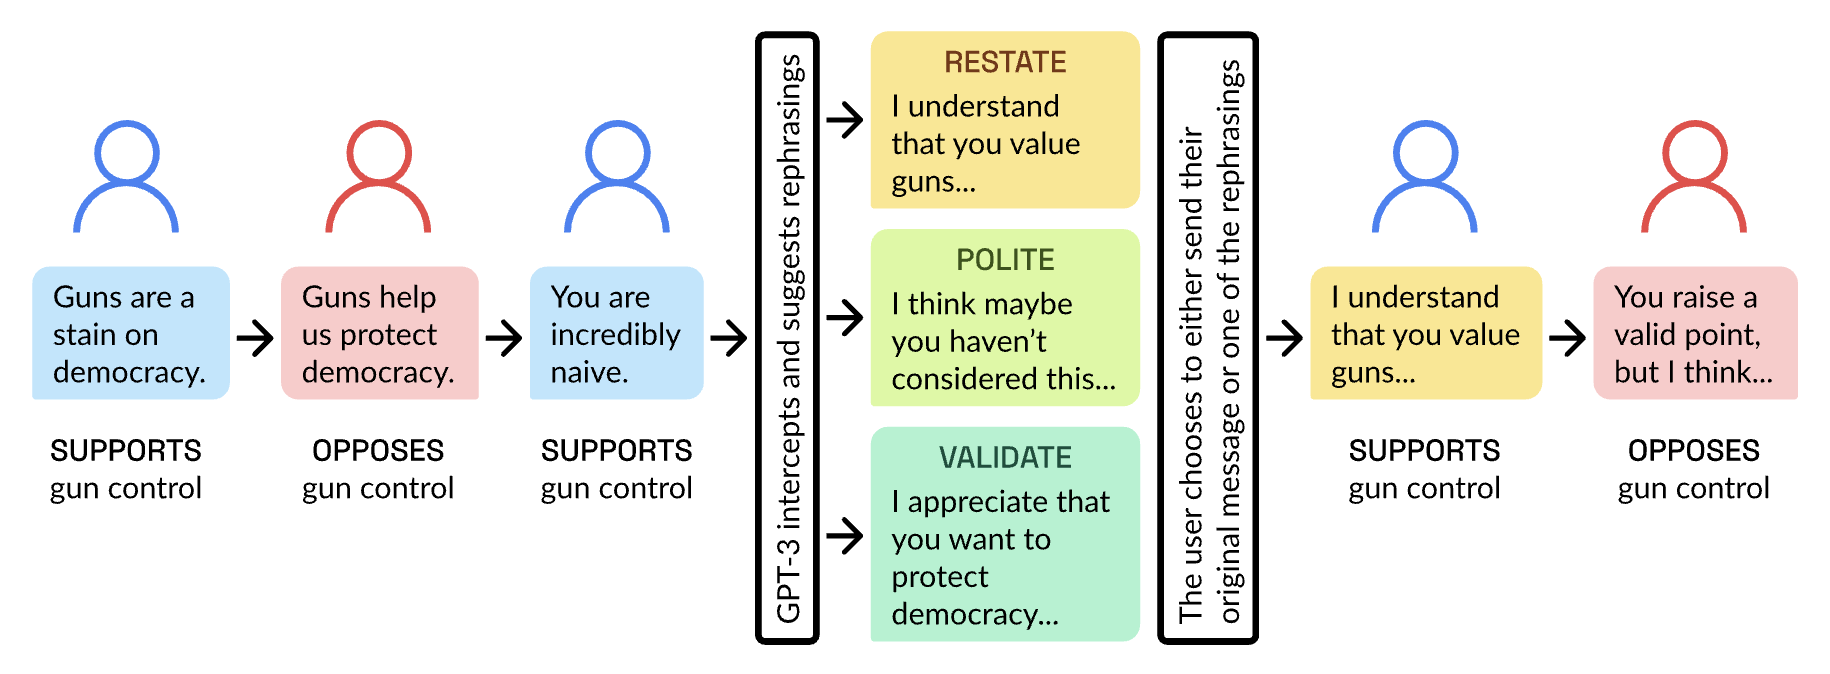 Guns are a
stain on
democracy.
SUPPORTS
gun control
Guns help
us protect
democracy.
OPPOSES
gun control
You are
incredibly
naive.
SUPPORTS
gun control
GPT-3 intercepts and suggests rephrasings
RESTATE
I understand
that you value
guns...
POLITE
I think maybe
you haven’t
considered this...
VALIDATE
I appreciate that
you want to
protect
democracy...
The user chooses to either send their
original message or one of the rephrasings
I understand
that you value
guns...
SUPPORTS
gun control
You raise a
valid point,
but I think...
OPPOSES
gun control